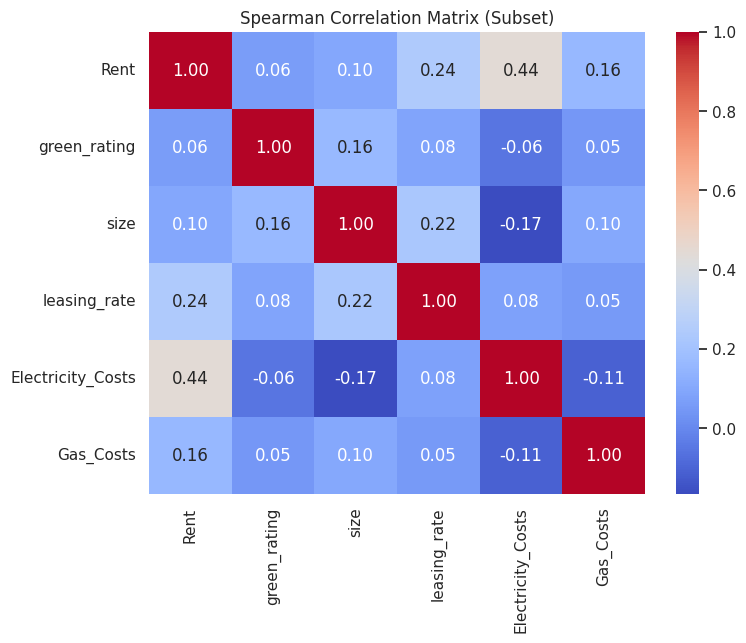 Spearman Correlation Matrix (Subset)
Rent 1.00 0.06 0.10 0.24 0.44 0.16
green_rating 0.06 1.00 0.16 0.08 -0.06 0.05
size 0.10 0.16 1.00 0.22 -0.17 0.10
leasing_rate 0.24 0.08 0.22 1.00 0.08 0.05
Electricity_Costs 0.44 -0.06 -0.17 0.08 1.00 -0.11
Gas_Costs 0.16 0.05 0.10 0.05 -0.11 1.00
Rent
green_rating
size
leasing_rate
Electricity_Costs
Gas_Costs
1.0
0.8
0.6
0.4
0.2
0.0